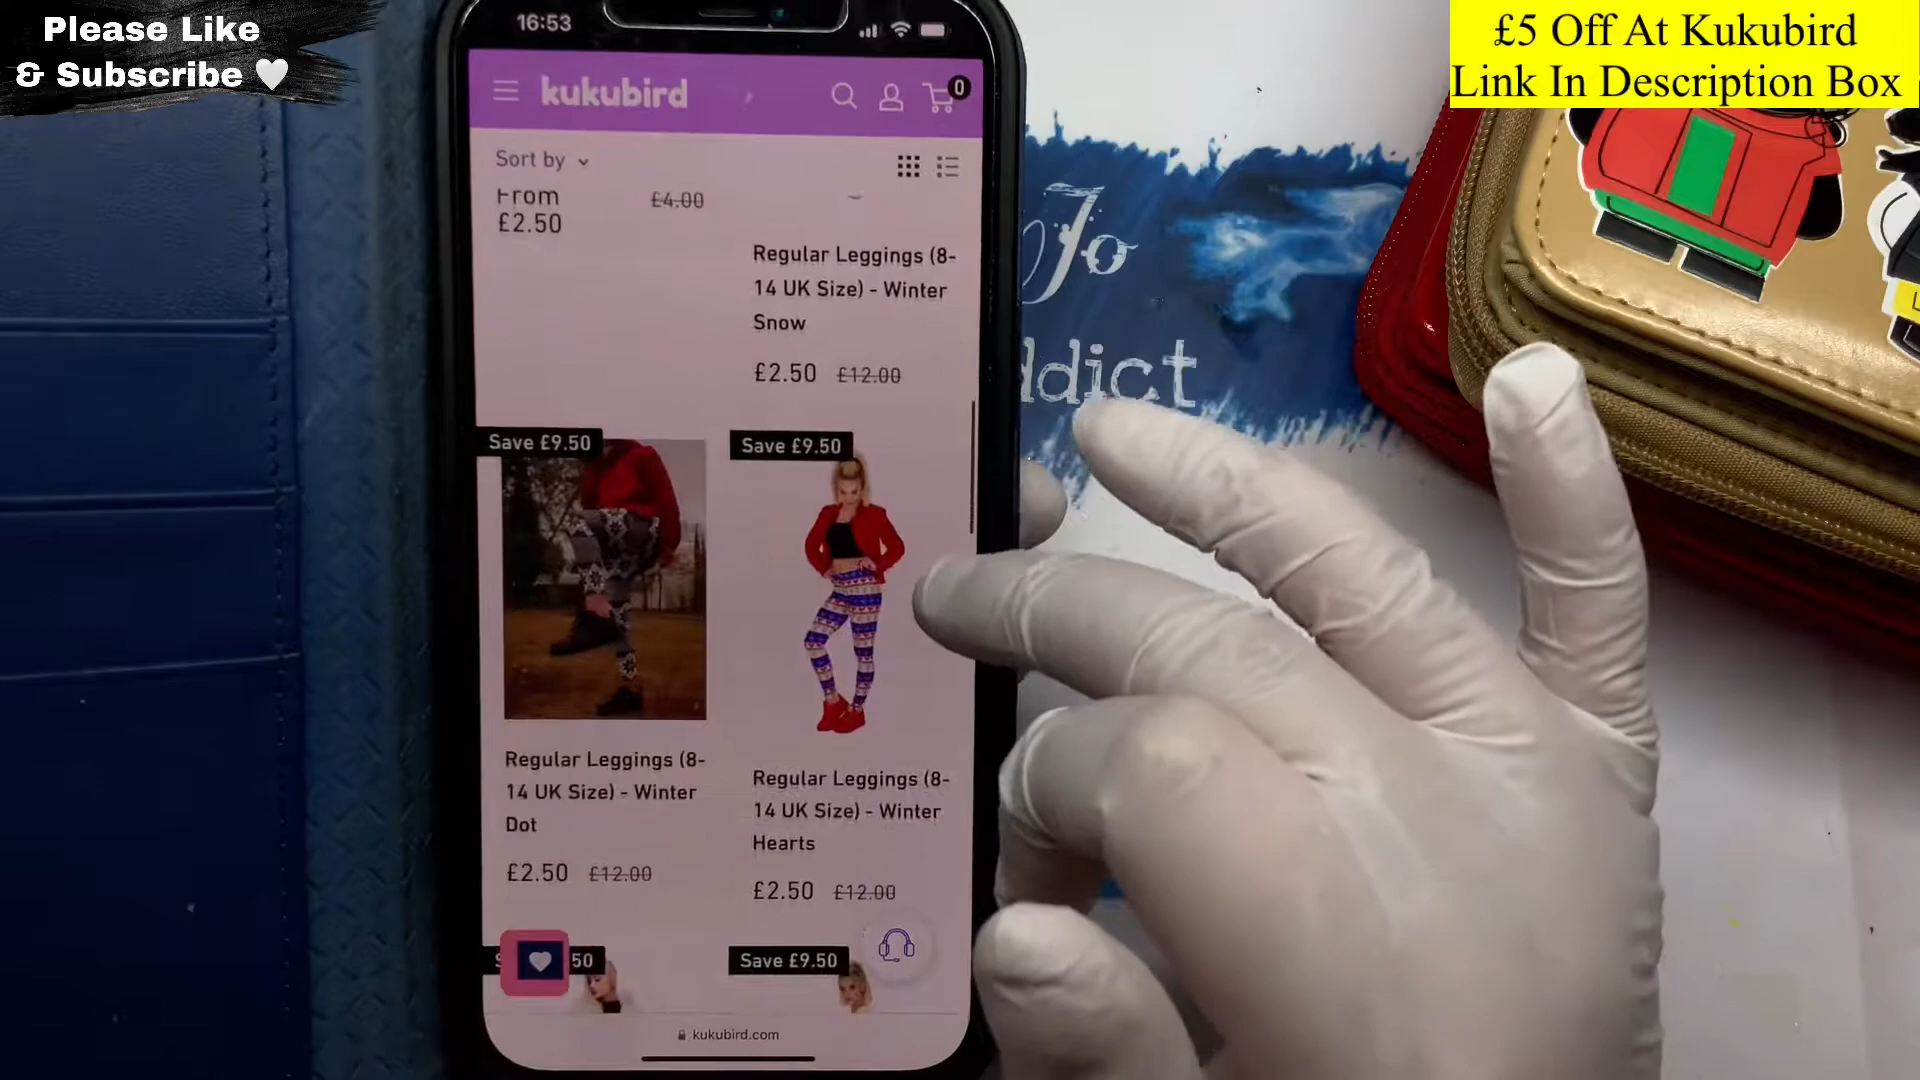 Please Like
& Subscribe 🤍
£5 Off At Kukubird
Link In Description Box
16:53
kukubird
0
Sort by
From
£2.50
£4.00
Regular Leggings (8-
14 UK Size) - Winter
Snow
£2.50 £12.00
Save £9.50
Save £9.50
Regular Leggings (8-
14 UK Size) - Winter
Dot
£2.50 £12.00
Regular Leggings (8-
14 UK Size) - Winter
Hearts
£2.50 £12.00
50
Save £9.50
kukubird.com
Jo
ddict